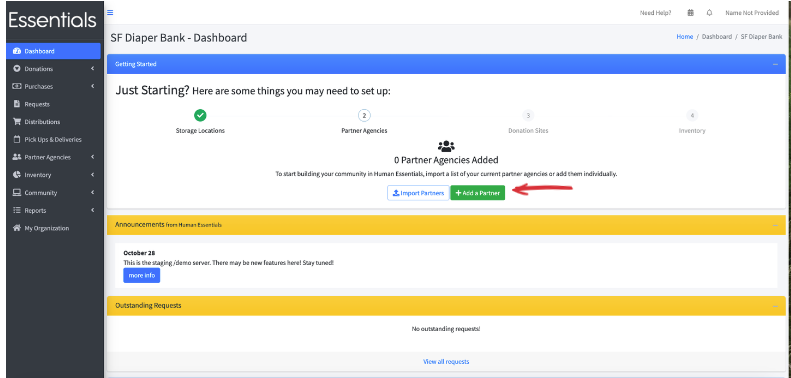 Essentials
Need Help?
Name Not Provided
SF Diaper Bank - Dashboard
Home / Dashboard / SF Diaper Bank
Dashboard
Donations
Purchases
Requests
Distributions
Pick Ups & Deliveries
Partner Agencies
Inventory
Community
Reports
My Organization
Getting Started
Just Starting? Here are some things you may need to set up:
2
3
4
Storage Locations
Partner Agencies
Donation Sites
Inventory
0 Partner Agencies Added
To start building your community in Human Essentials, import a list of your current partner agencies or add them individually.
Import Partners
+ Add a Partner
Announcements from Human Essentials
October 28
This is the staging /demo server. There may be new features here! Stay tuned!
more info
Outstanding Requests
No outstanding requests!
View all requests